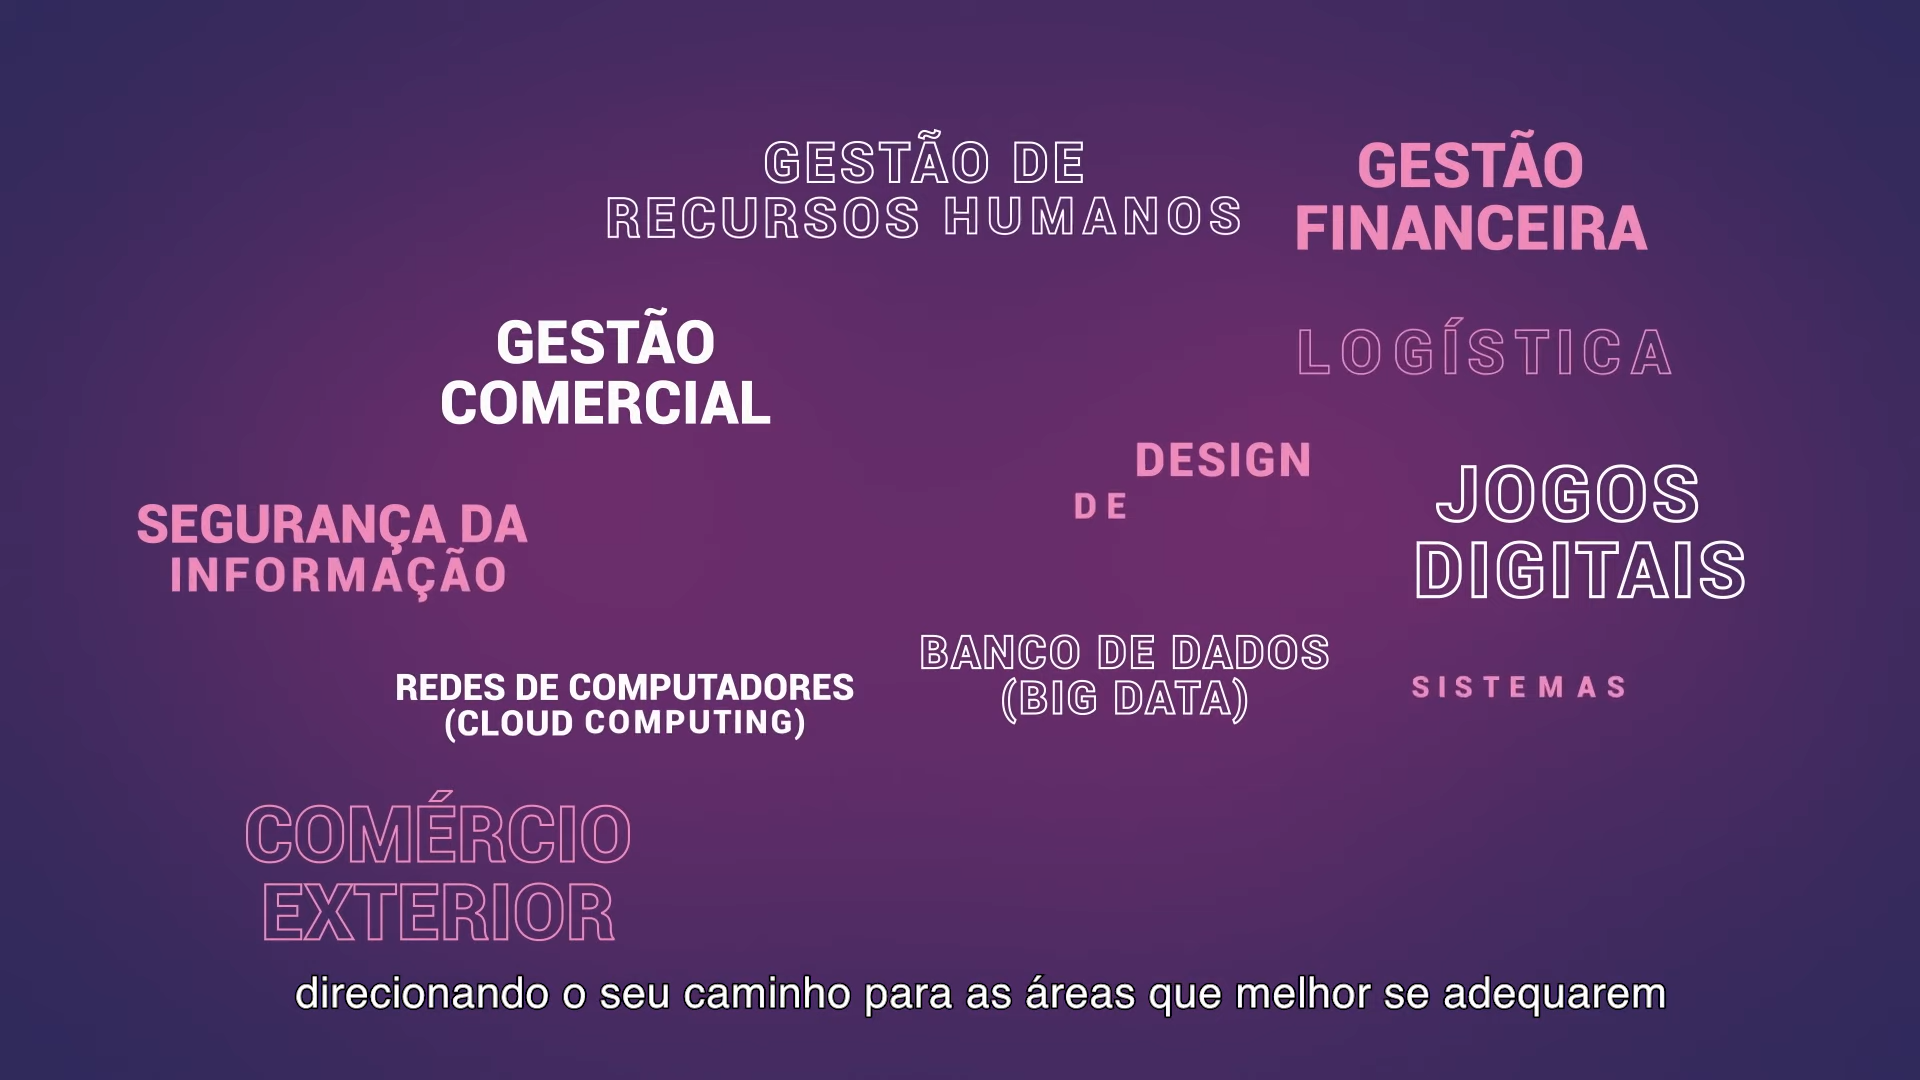 GESTÃO DE
RECURSOS HUMANOS
GESTÃO
FINANCEIRA
GESTÃO
COMERCIAL
LOGÍSTICA
DESIGN
DE
JOGOS
DIGITAIS
SEGURANÇA DA
INFORMAÇÃO
BANCO DE DADOS
(BIG DATA)
REDES DE COMPUTADORES
(CLOUD COMPUTING)
SISTEMAS
COMÉRCIO
EXTERIOR
direcionando o seu caminho para as áreas que melhor se adequarem